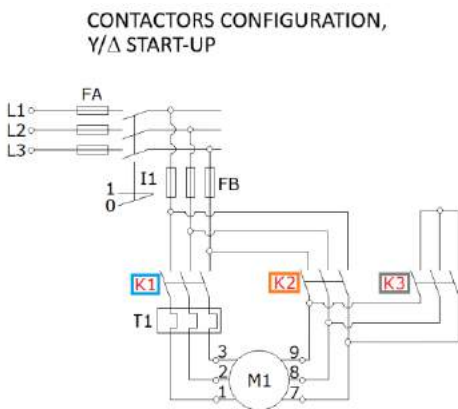 CONTACTORS CONFIGURATION,
Y/Δ START-UP
FA
L1
L2
L3
I1
FB
1
0
K1
K2
K3
T1
3
9
2
M1
8
1
7